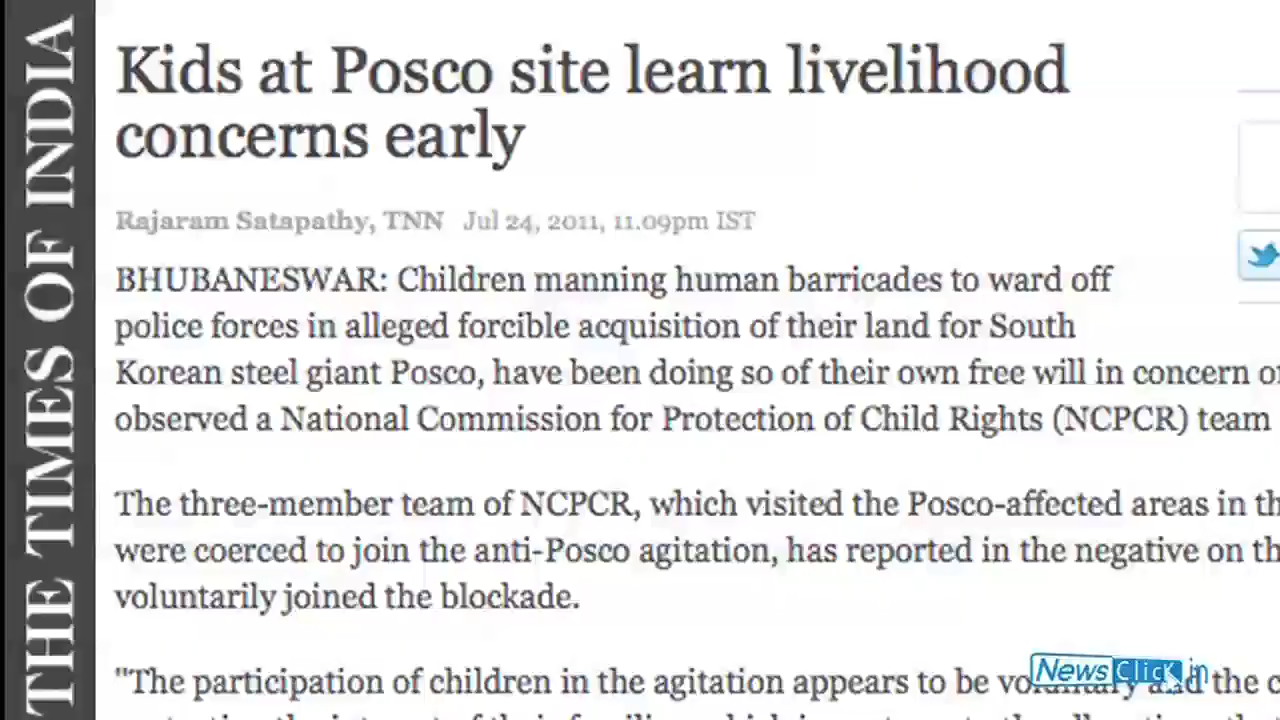 THE TIMES OF INDIA
Kids at Posco site learn livelihood
concerns early
Rajaram Satapathy, TNN Jul 24, 2011, 11.09pm IST
BHUBANESWAR: Children manning human barricades to ward off
police forces in alleged forcible acquisition of their land for South
Korean steel giant Posco, have been doing so of their own free will in concern
observed a National Commission for Protection of Child Rights (NCPCR) team
The three-member team of NCPCR, which visited the Posco-affected areas in
were coerced to join the anti-Posco agitation, has reported in the negative on
voluntarily joined the blockade.
"The participation of children in the agitation appears to be voluntary and the
NewsClick.in